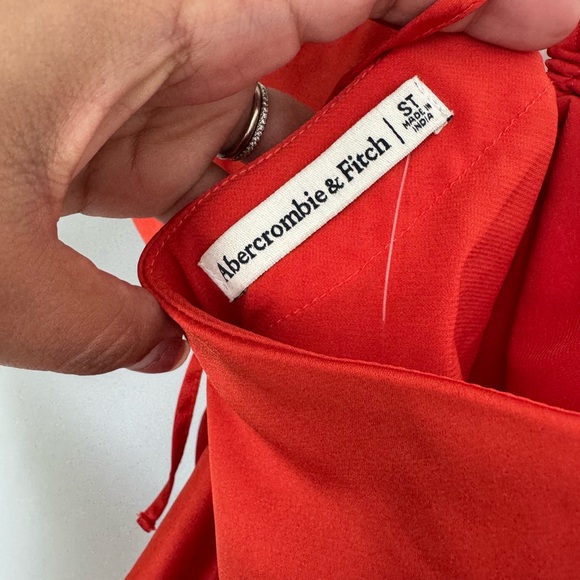 Abercrombie & Fitch | ST
MADE IN
INDIA